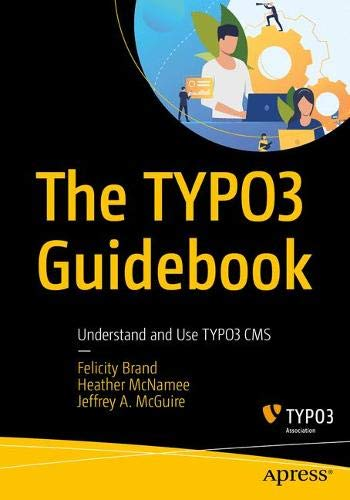 The TYPO3
Guidebook
Understand and Use TYPO3 CMS
—
Felicity Brand
Heather McNamee
Jeffrey A. McGuire
TYPO3
Association
Apress®